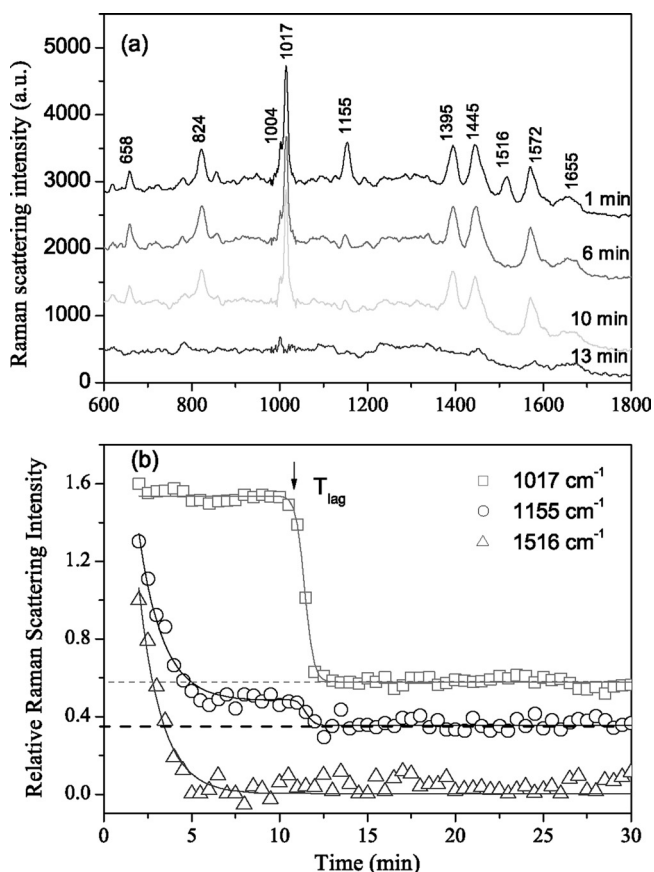 (a)
Raman scattering intensity (a.u.)
5000
4000
3000
2000
1000
0
658
824
1004
1017
1155
1395
1445
1516
1572
1655
1 min
6 min
10 min
13 min
600 800 1000 1200 1400 1600 1800
(b)
Relative Raman Scattering Intensity
1.6
1.2
0.8
0.4
0.0
T lag
1017 cm-1
1155 cm-1
1516 cm-1
0 5 10 15 20 25 30
Time (min)